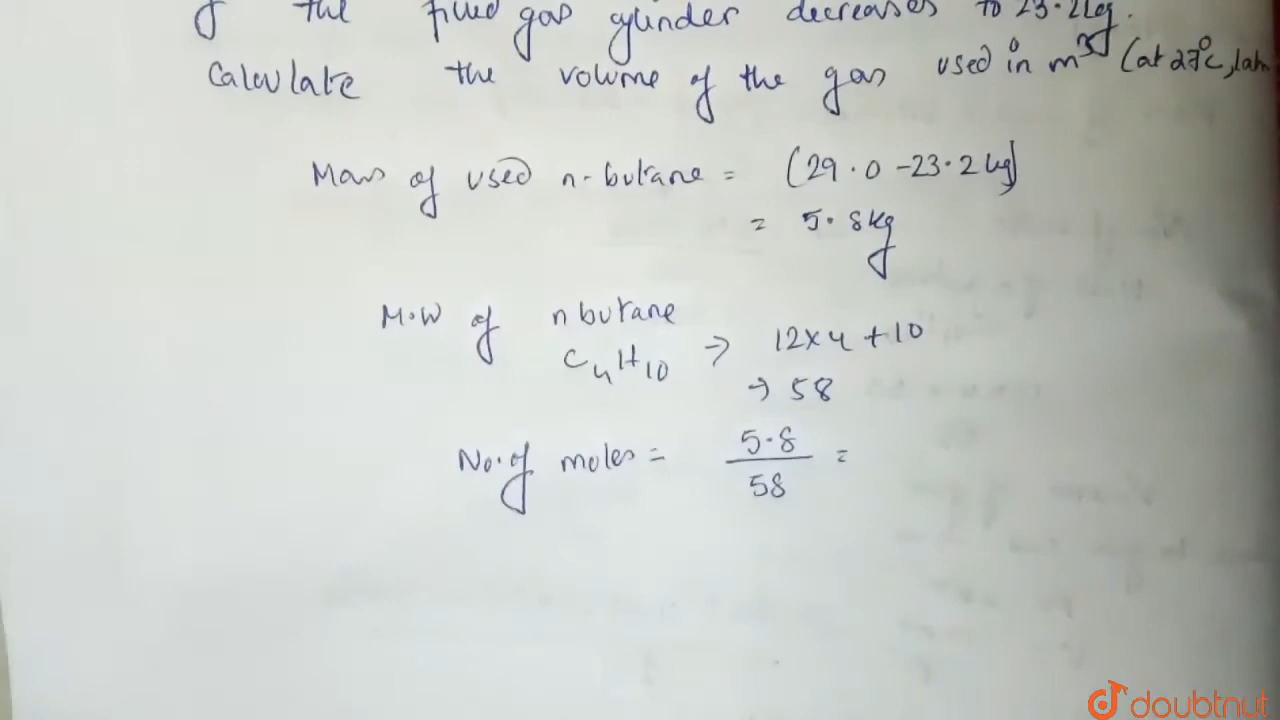 of the filled gas cylinder decreases to 23.2kg.
Calculate the volume of the gas used in m³ (at 27°C, 1atm
Mass of used n-butane = (29.0 - 23.2 kg)
= 5.8kg
M.W of n butane
C4H10 → 12x4 + 10
→ 58
No. of moles = 5.8/58 =
doubtnut